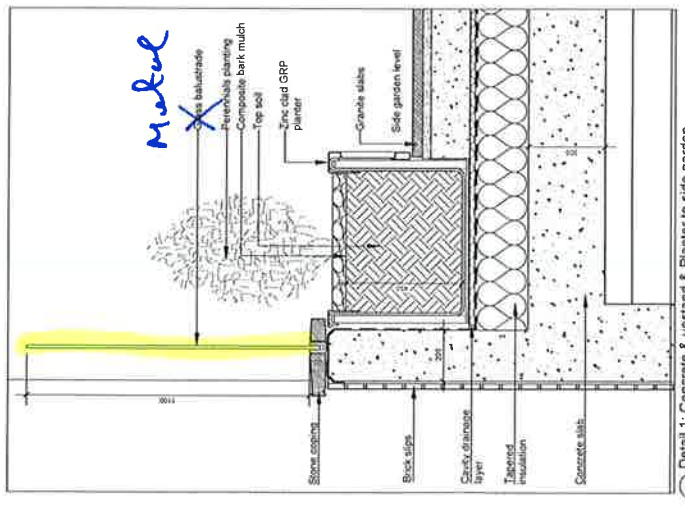 Metal
Glass balustrade
Perennials planting
Composite bark mulch
Top soil
Zinc clad GRP
planter
Granite slabs
Side garden level
1100
200
Stone coping
Brick slips
Cavity drainage
layer
Tapered
insulation
Concrete slab
Detail 1: Concrete & upstand & Planter to side garden